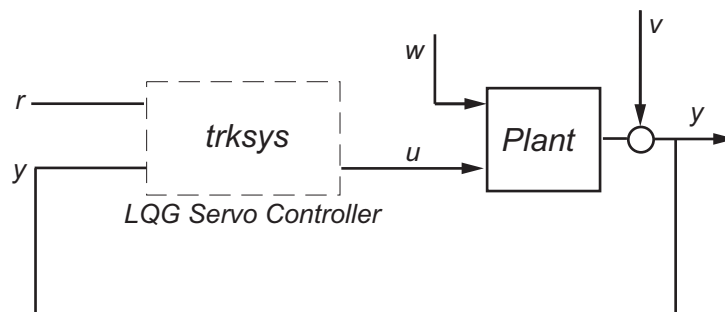 v
w
r
trksys
Plant
y
y
u
LQG Servo Controller